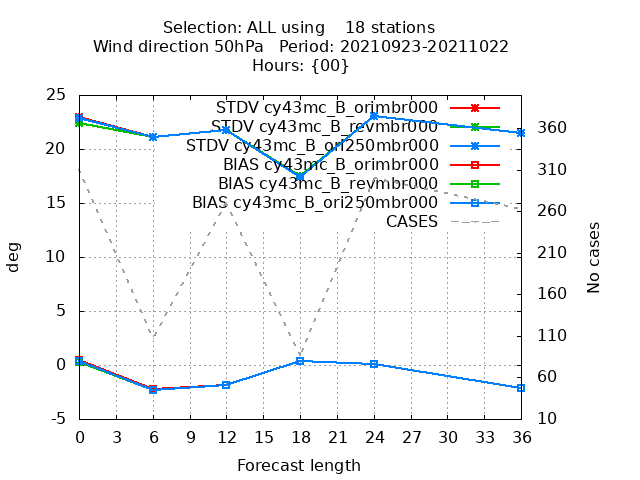 Selection: ALL using    18 stations
Wind direction 50hPa   Period: 20210923-20211022
Hours: {00}
STDV cy43mc_B_orimbr000
STDV cy43mc_B_revmbr000
STDV cy43mc_B_ori250mbr000
BIAS cy43mc_B_orimbr000
BIAS cy43mc_B_revmbr000
BIAS cy43mc_B_ori250mbr000
CASES
25
20
15
10
5
0
-5
deg
360
310
260
210
160
110
60
10
No cases
0 3 6 9 12 15 18 21 24 27 30 33 36
Forecast length